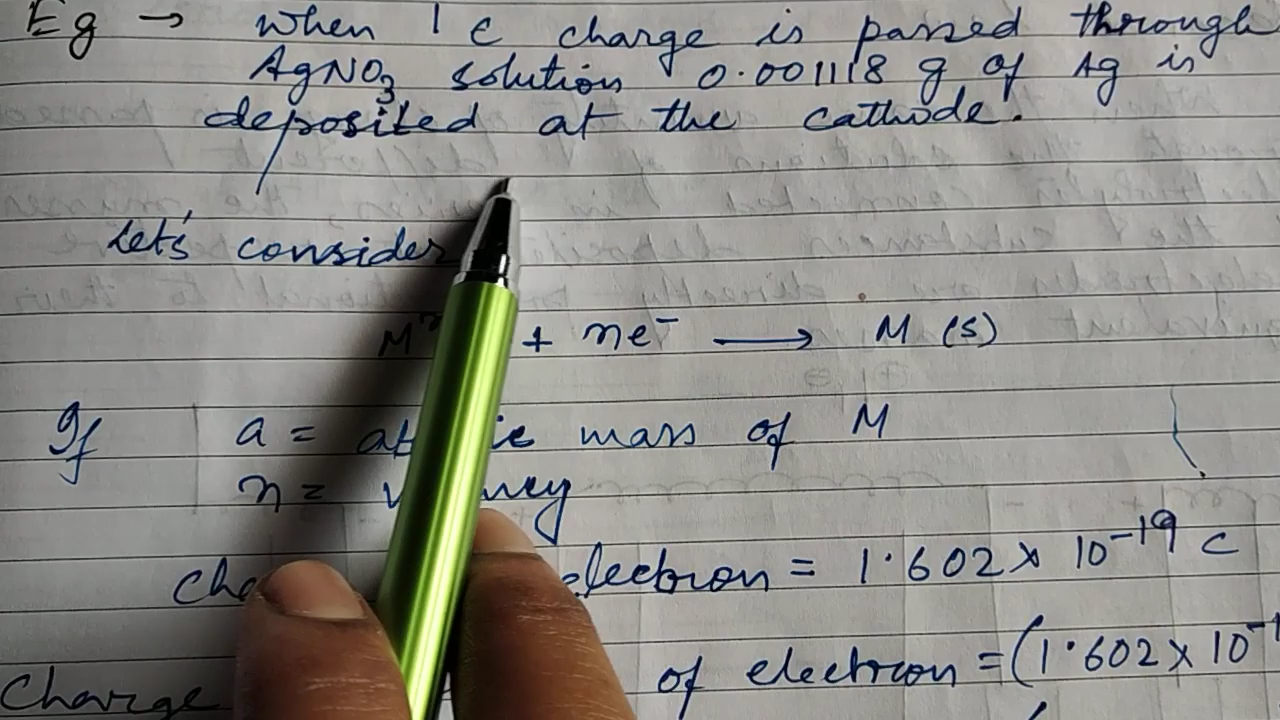 Eg → when 1 C charge is passed through
AgNO3 solution 0.001118 g of Ag is
deposited at the cathode.
let's consider
+ ne⁻ ⟶ M (s)
If a = mass of M
n =
electron = 1.602 × 10⁻¹⁹ C
Charge of electron = (1.602 × 10